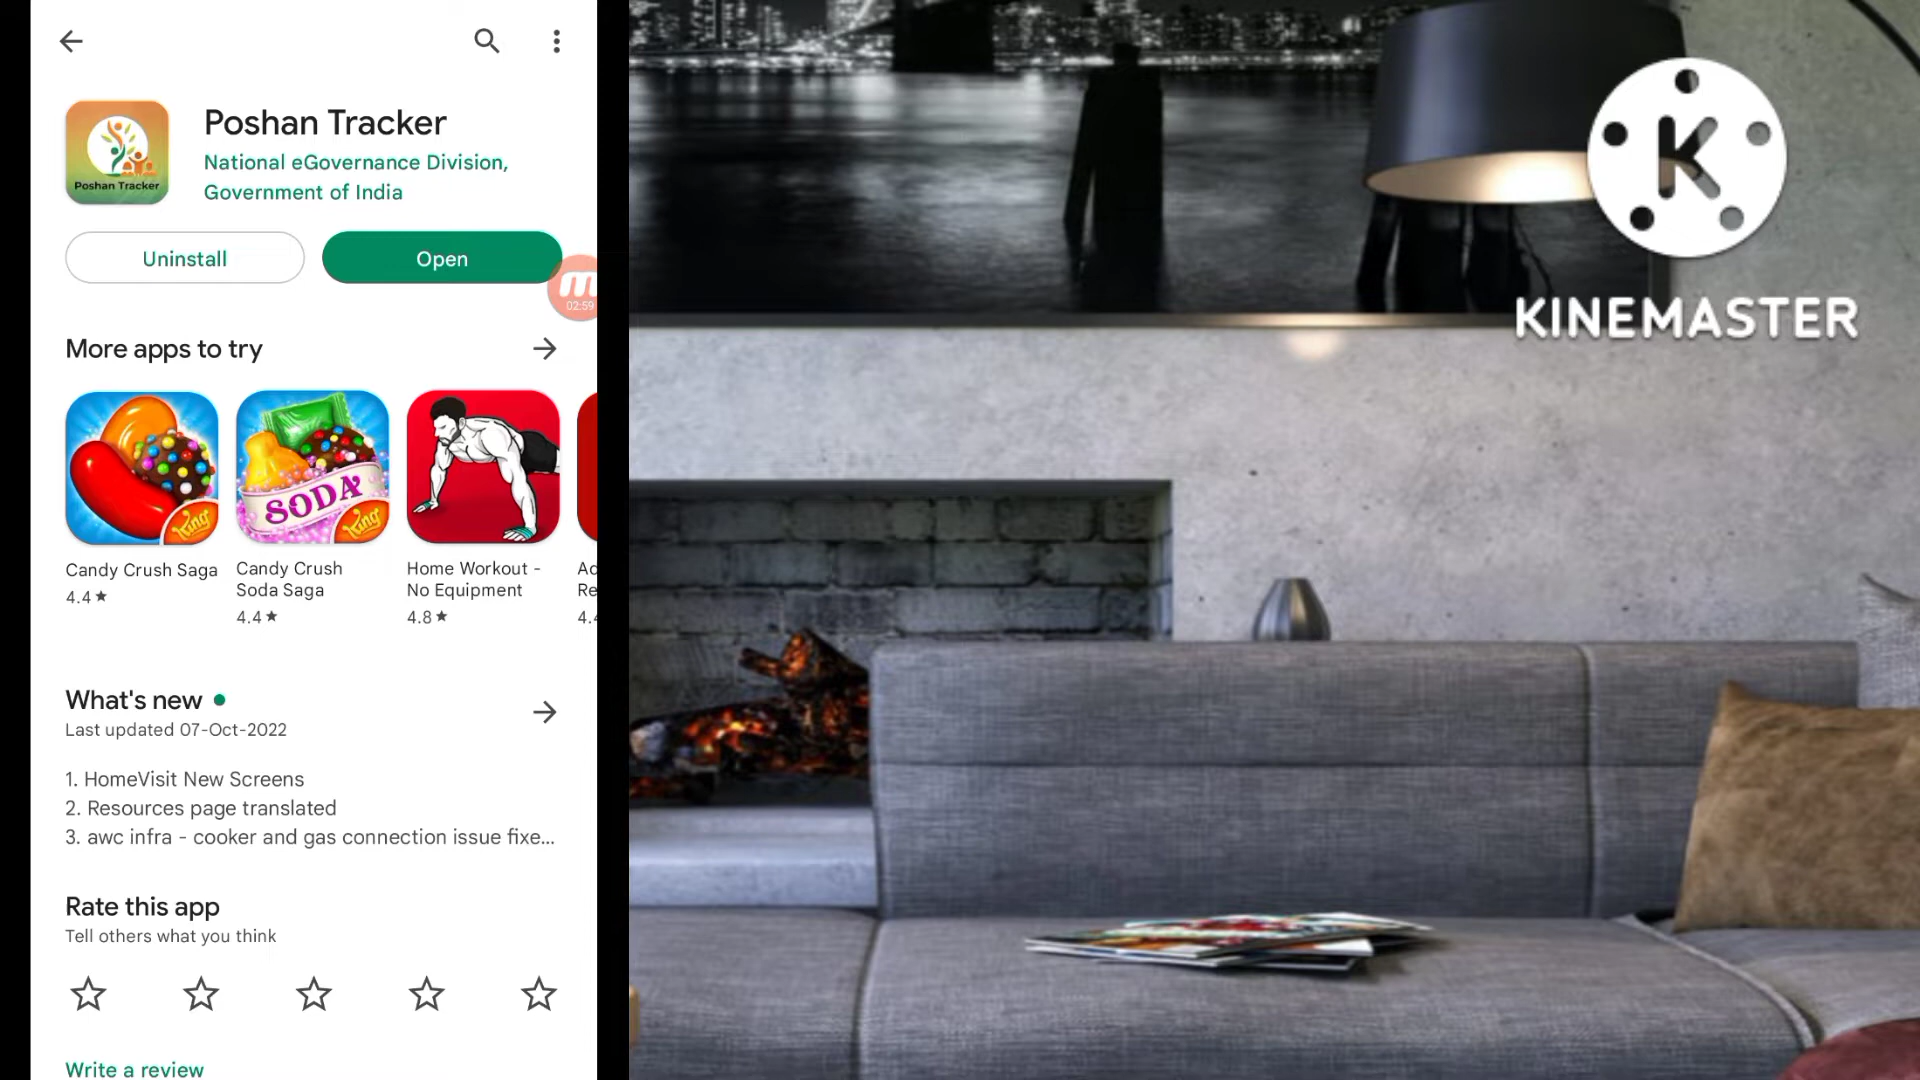 Poshan Tracker
National eGovernance Division,
Government of India
Poshan Tracker
Uninstall
Open
02:59
More apps to try
King
SODA
King
Candy Crush Saga
4.4★
Candy Crush
Soda Saga
4.4★
Home Workout -
No Equipment
4.8★
What's new
Last updated 07-Oct-2022
1. HomeVisit New Screens
2. Resources page translated
3. awc infra - cooker and gas connection issue fixe...
Rate this app
Tell others what you think
Write a review
K
KINEMASTER